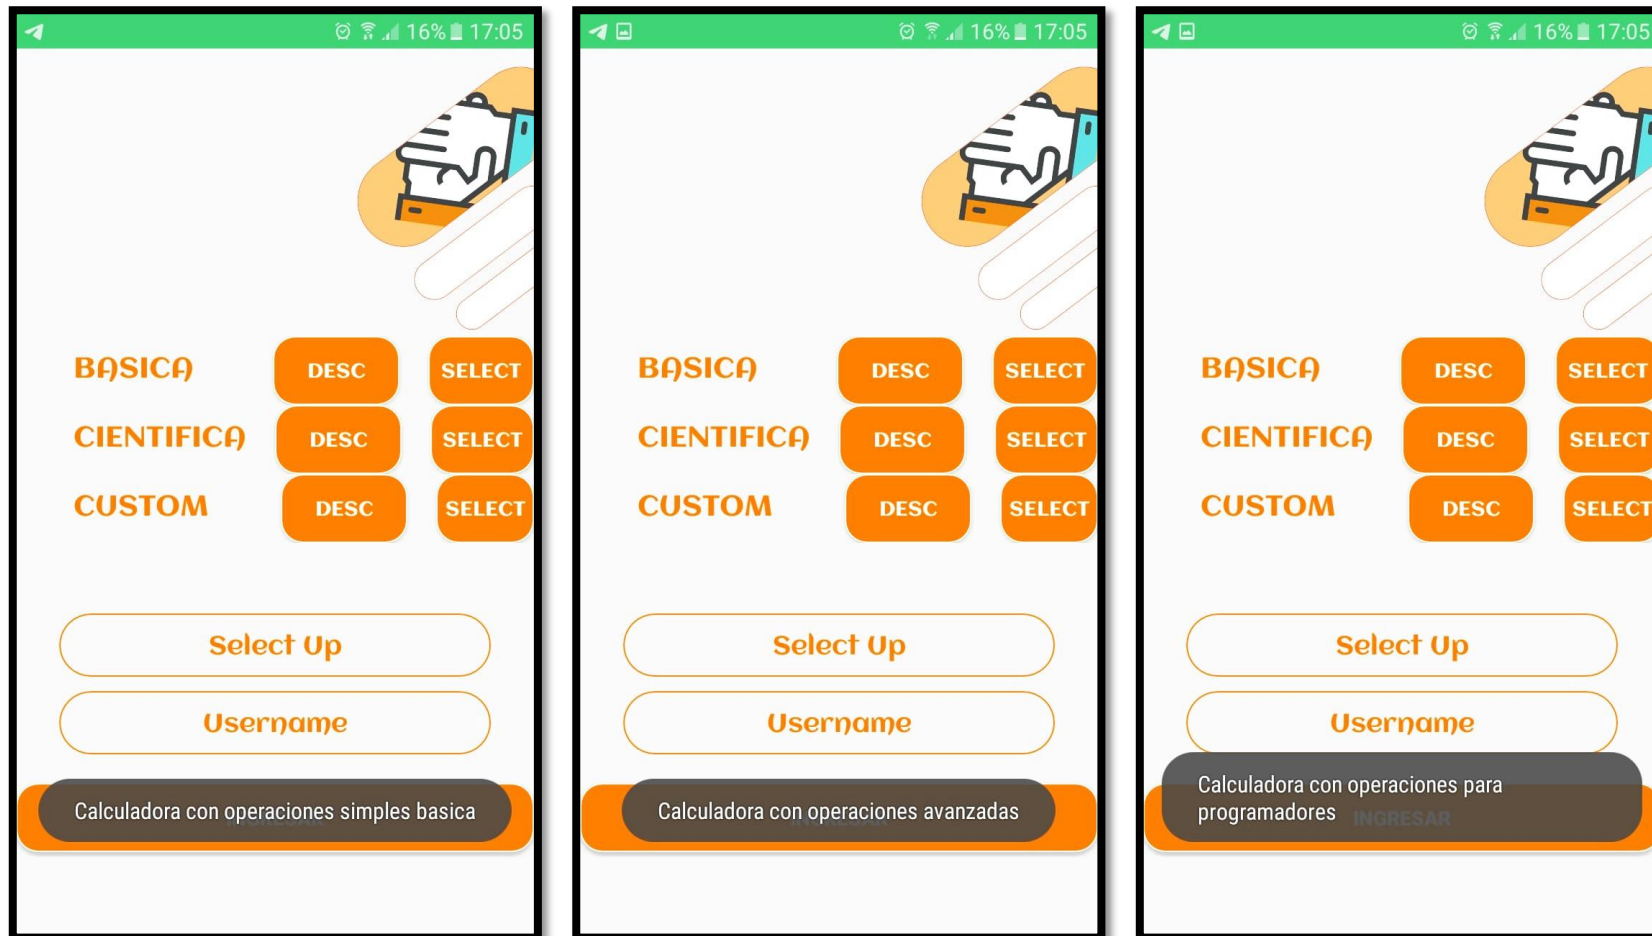 16% 17:05
BASICA DESC SELECT
CIENTIFICA DESC SELECT
CUSTOM DESC SELECT
Select Up
Username
Calculadora con operaciones simples basica
16% 17:05
BASICA DESC SELECT
CIENTIFICA DESC SELECT
CUSTOM DESC SELECT
Select Up
Username
Calculadora con operaciones avanzadas
16% 17:05
BASICA DESC SELECT
CIENTIFICA DESC SELECT
CUSTOM DESC SELECT
Select Up
Username
Calculadora con operaciones para
programadores INGRESAR